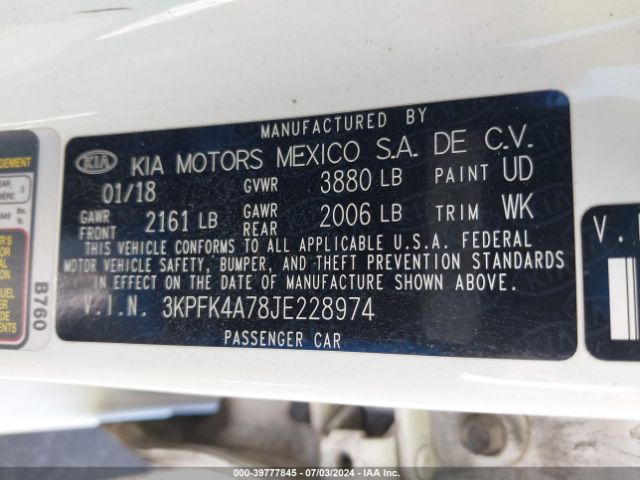 MANUFACTURED BY
KIA KIA MOTORS MEXICO S.A. DE C.V.
01/18 GVWR 3880 LB PAINT UD
GAWR FRONT 2161 LB GAWR REAR 2006 LB TRIM WK
THIS VEHICLE CONFORMS TO ALL APPLICABLE U.S.A. FEDERAL
MOTOR VEHICLE SAFETY, BUMPER, AND THEFT PREVENTION STANDARDS
IN EFFECT ON THE DATE OF MANUFACTURE SHOWN ABOVE.
V.I.N. 3KPFK4A78JE228974
PASSENGER CAR
B760
V.I
000-39777845 - 07/03/2024 - IAA Inc.